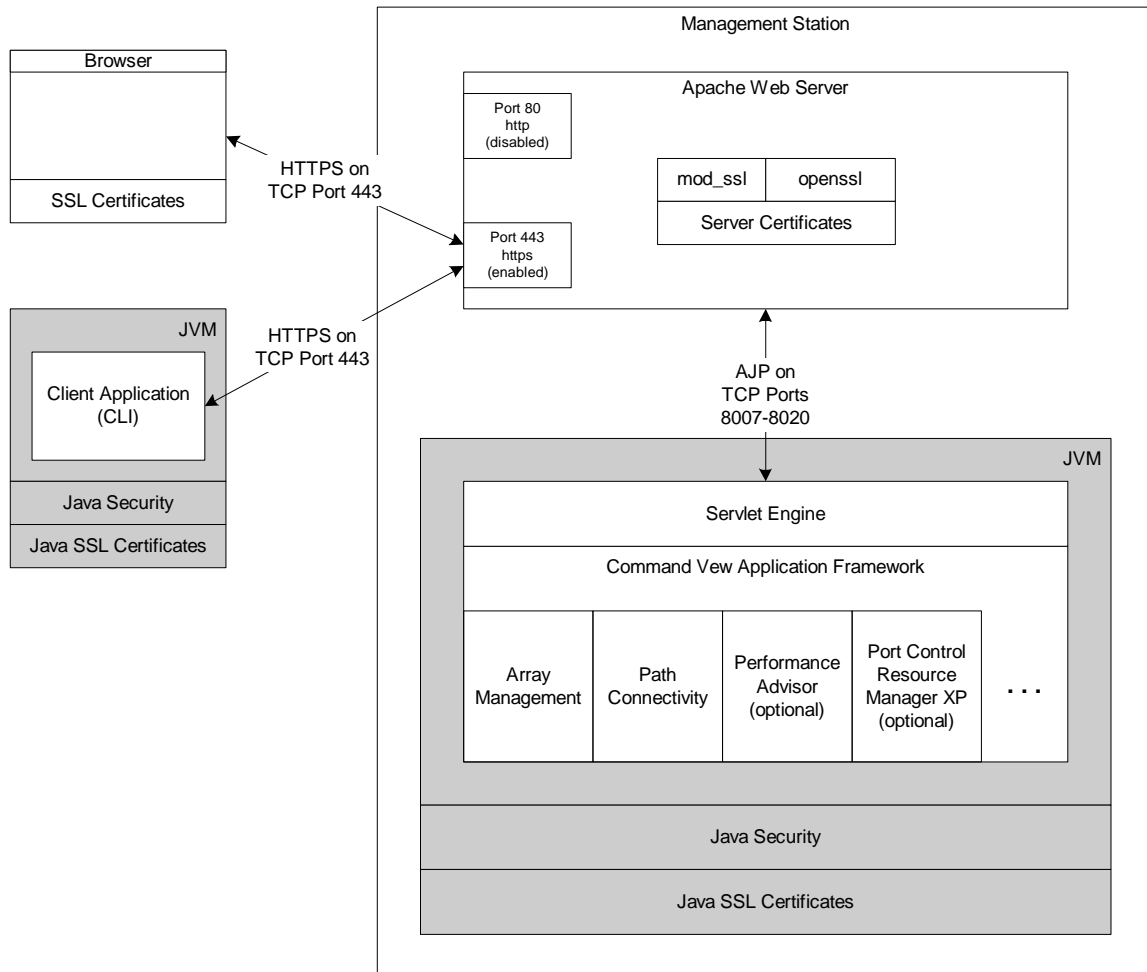 Management Station
Browser
SSL Certificates
HTTPS on
TCP Port 443
Apache Web Server
Port 80
http
(disabled)
mod_ssl
openssl
Server Certificates
Port 443
https
(enabled)
JVM
Client Application
(CLI)
Java Security
Java SSL Certificates
HTTPS on
TCP Port 443
AJP on
TCP Ports
8007-8020
JVM
Servlet Engine
Command Vew Application Framework
Array
Management
Path
Connectivity
Performance
Advisor
(optional)
Port Control
Resource
Manager XP
(optional)
. . .
Java Security
Java SSL Certificates